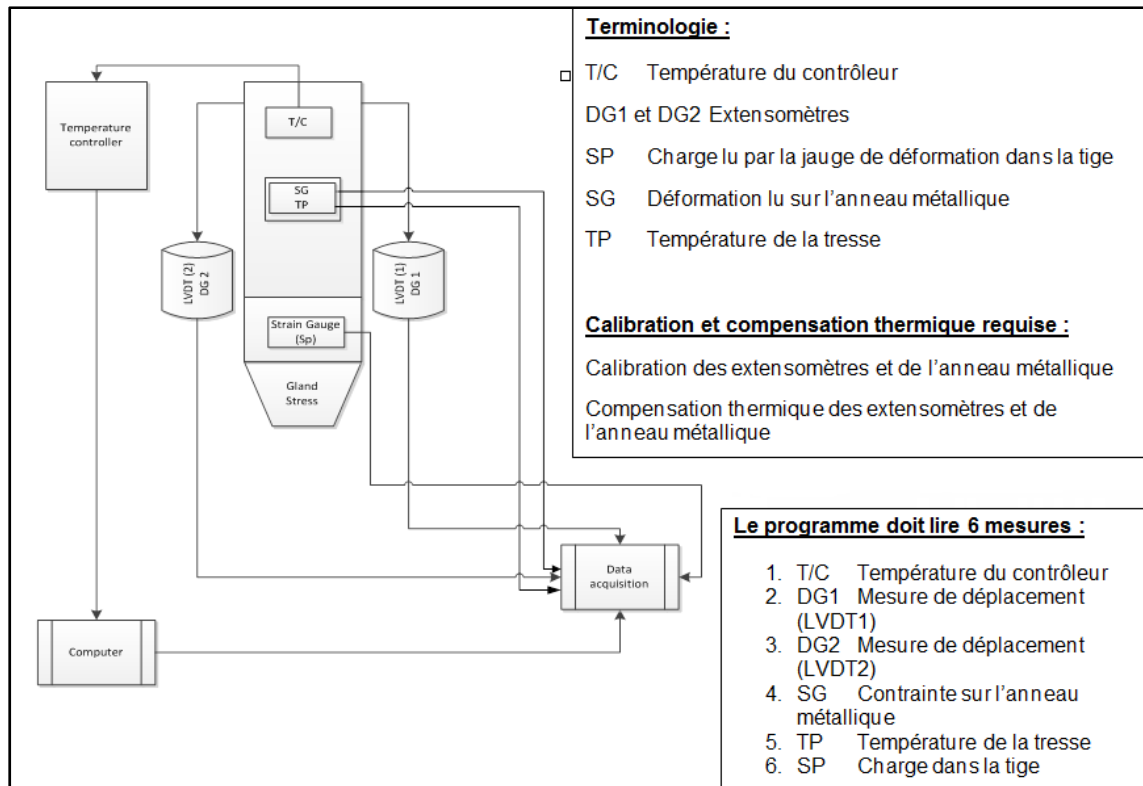 Temperature
controller
T/C
SG
TP
LVDT (2)
DG 2
LVDT (1)
DG 1
Strain Gauge
(Sp)
Gland
Stress
Data
acquisition
Computer
Terminologie :
T/C Température du contrôleur
DG1 et DG2 Extensomètres
SP Charge lu par la jauge de déformation dans la tige
SG Déformation lu sur l'anneau métallique
TP Température de la tresse
Calibration et compensation thermique requise :
Calibration des extensomètres et de l'anneau métallique
Compensation thermique des extensomètres et de
l'anneau métallique
Le programme doit lire 6 mesures :
1. T/C Température du contrôleur
2. DG1 Mesure de déplacement
(LVDT1)
3. DG2 Mesure de déplacement
(LVDT2)
4. SG Contrainte sur l'anneau
métallique
5. TP Température de la tresse
6. SP Charge dans la tige